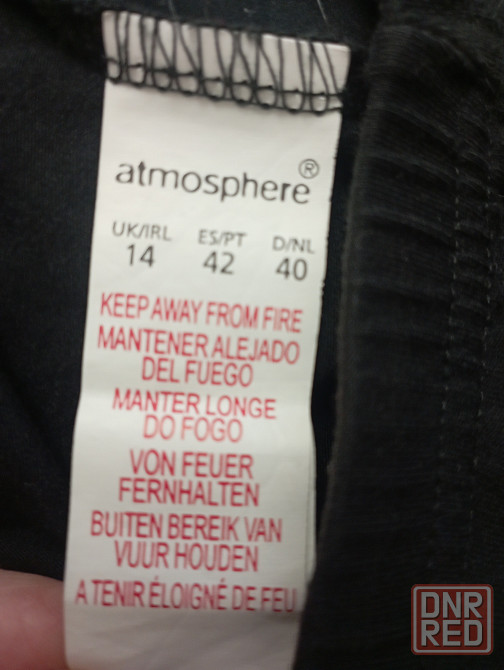 atmosphere®
UK/IRL ES/PT D/NL
14 42 40
KEEP AWAY FROM FIRE
MANTENER ALEJADO
DEL FUEGO
MANTER LONGE
DO FOGO
VON FEUER
FERNHALTEN
BUITEN BEREIK VAN
VUUR HOUDEN
A TENIR ÉLOIGNÉ DE FEU
DNR
RED